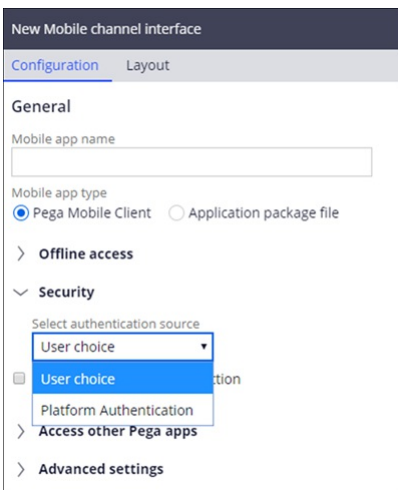 New Mobile channel interface
Configuration Layout
General
Mobile app name
Mobile app type
Pega Mobile Client Application package file
Offline access
Security
Select authentication source
User choice
User choice
Platform Authentication
Access other Pega apps
Advanced settings